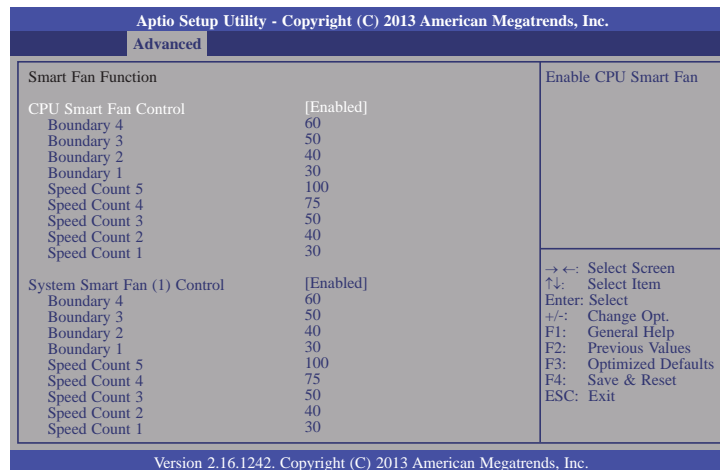 Aptio Setup Utility - Copyright (C) 2013 American Megatrends, Inc.
Advanced
Smart Fan Function
CPU Smart Fan Control [Enabled]
Boundary 4 60
Boundary 3 50
Boundary 2 40
Boundary 1 30
Speed Count 5 100
Speed Count 4 75
Speed Count 3 50
Speed Count 2 40
Speed Count 1 30
System Smart Fan (1) Control [Enabled]
Boundary 4 60
Boundary 3 50
Boundary 2 40
Boundary 1 30
Speed Count 5 100
Speed Count 4 75
Speed Count 3 50
Speed Count 2 40
Speed Count 1 30
Enable CPU Smart Fan
→ ←: Select Screen
↑↓: Select Item
Enter: Select
+/-: Change Opt.
F1: General Help
F2: Previous Values
F3: Optimized Defaults
F4: Save & Reset
ESC: Exit
Version 2.16.1242. Copyright (C) 2013 American Megatrends, Inc.